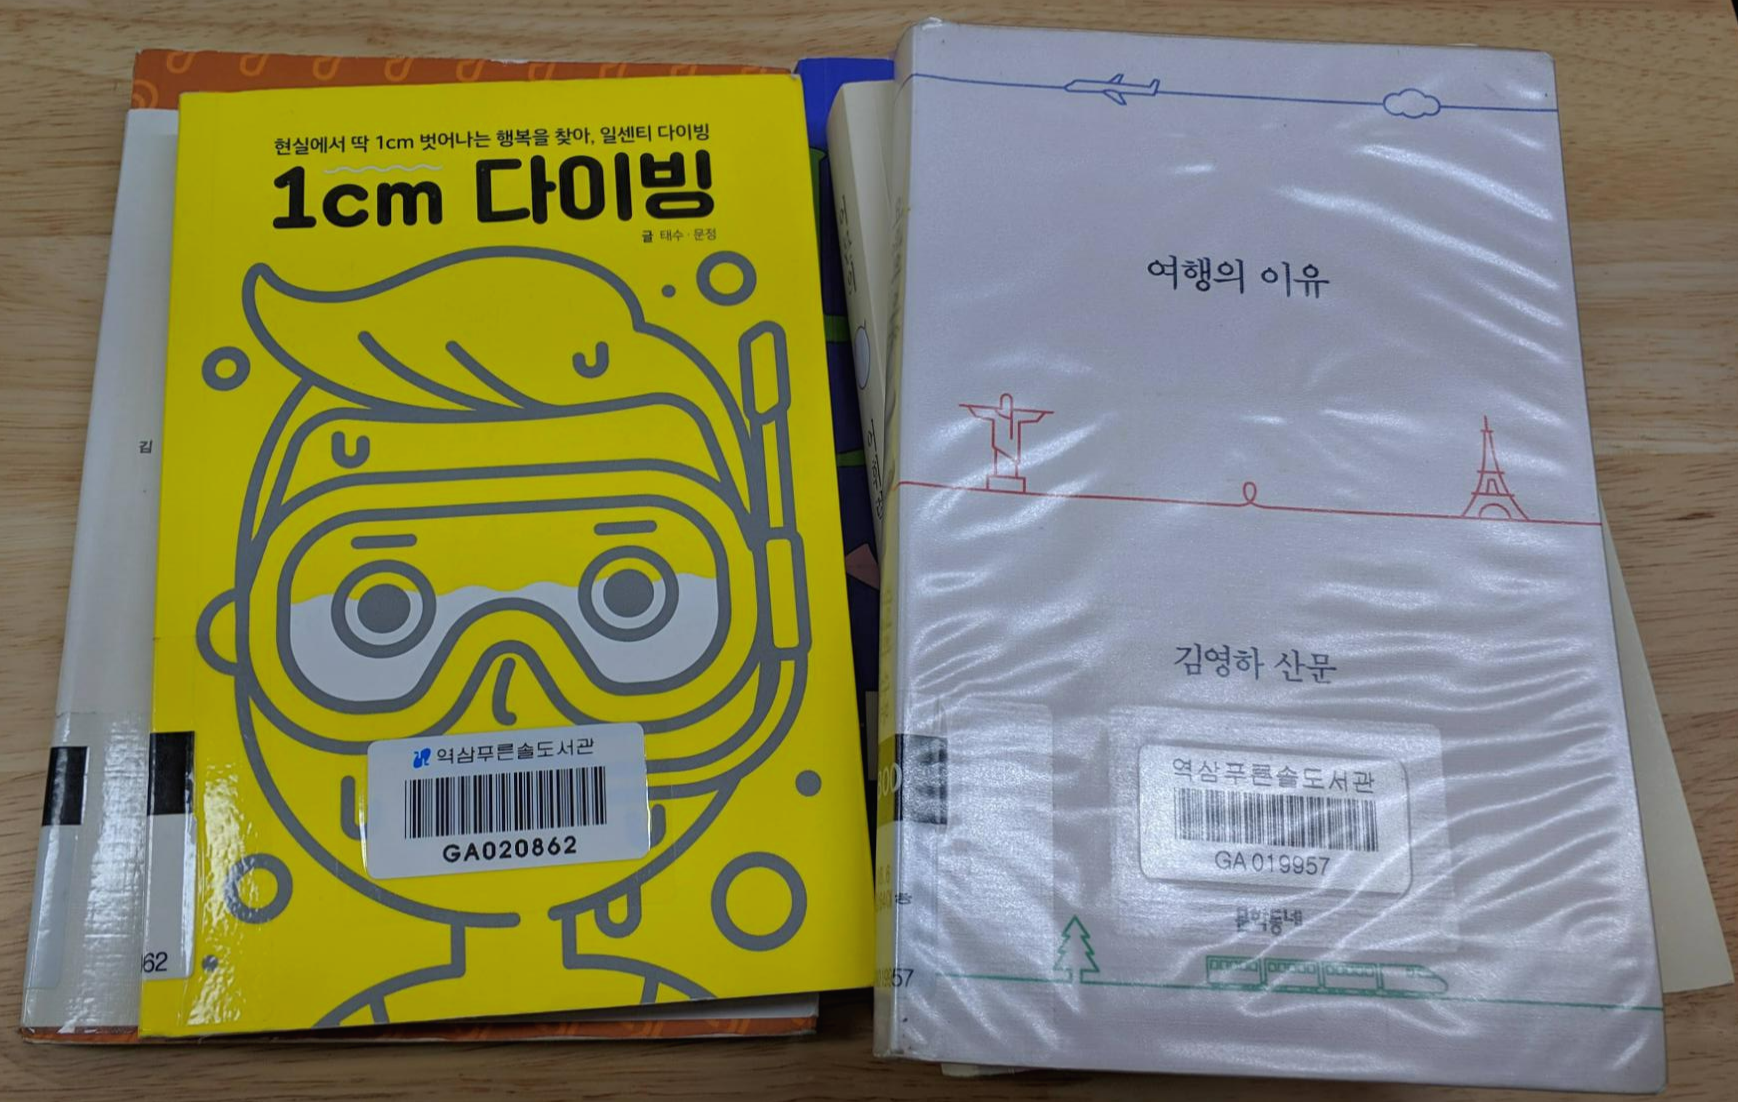 현실에서 딱 1cm 벗어나는 행복을 찾아, 일센티 다이빙
1cm 다이빙
글 태수·문정
역삼푸른솔도서관
GA020862
62
김
여행의 이유
김영하 산문
역삼푸른솔도서관
GA019957
문학동네
57